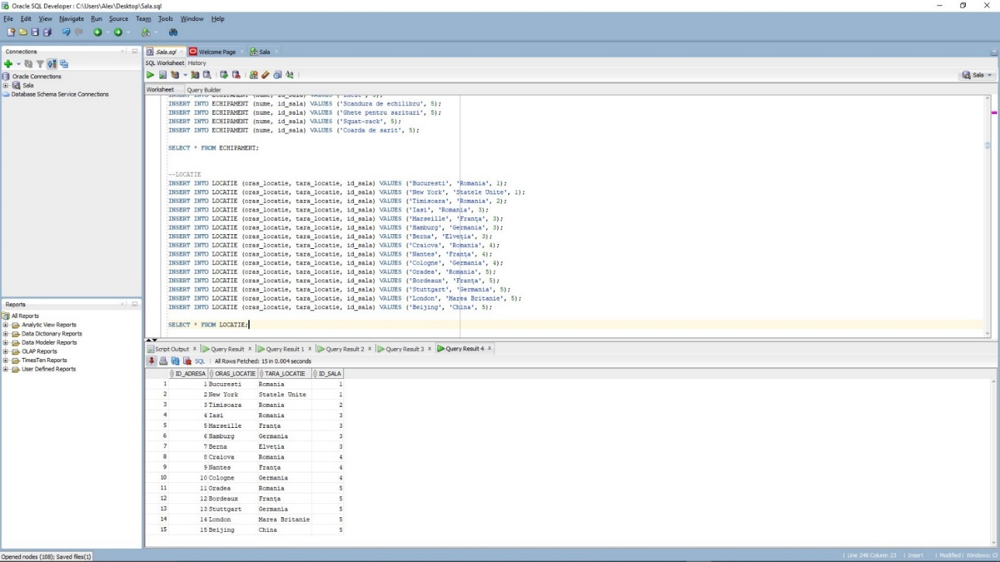 Oracle SQL Developer : C:\Users\Alex\Desktop\Sala.sql
File Edit View Navigate Run Source Team Tools Window Help
Connections
Oracle Connections
Sala
Database Schema Service Connections
Reports
All Reports
Analytic View Reports
Data Dictionary Reports
Data Modeler Reports
OLAP Reports
TimesTen Reports
User Defined Reports
Sala.sql Welcome Page Sala
SQL Worksheet History
Sala
Worksheet Query Builder
INSERT INTO ECHIPAMENT (nume, id_sala) VALUES
INSERT INTO ECHIPAMENT (nume, id_sala) VALUES ('Scandura de echilibru', 5);
INSERT INTO ECHIPAMENT (nume, id_sala) VALUES ('Ghete pentru sarituri', 5);
INSERT INTO ECHIPAMENT (nume, id_sala) VALUES ('Squat-rack', 5);
INSERT INTO ECHIPAMENT (nume, id_sala) VALUES ('Coarda de sarit', 5);
SELECT * FROM ECHIPAMENT;
--LOCATIE
INSERT INTO LOCATIE (oras_locatie, tara_locatie, id_sala) VALUES ('Bucuresti', 'Romania', 1);
INSERT INTO LOCATIE (oras_locatie, tara_locatie, id_sala) VALUES ('New York', 'Statele Unite', 1);
INSERT INTO LOCATIE (oras_locatie, tara_locatie, id_sala) VALUES ('Timisoara', 'Romania', 2);
INSERT INTO LOCATIE (oras_locatie, tara_locatie, id_sala) VALUES ('Iasi', 'Romania', 3);
INSERT INTO LOCATIE (oras_locatie, tara_locatie, id_sala) VALUES ('Marseille', 'Franţa', 3);
INSERT INTO LOCATIE (oras_locatie, tara_locatie, id_sala) VALUES ('Hamburg', 'Germania', 3);
INSERT INTO LOCATIE (oras_locatie, tara_locatie, id_sala) VALUES ('Berna', 'Elveţia', 3);
INSERT INTO LOCATIE (oras_locatie, tara_locatie, id_sala) VALUES ('Craiova', 'Romania', 4);
INSERT INTO LOCATIE (oras_locatie, tara_locatie, id_sala) VALUES ('Nantes', 'Franţa', 4);
INSERT INTO LOCATIE (oras_locatie, tara_locatie, id_sala) VALUES ('Cologne', 'Germania', 4);
INSERT INTO LOCATIE (oras_locatie, tara_locatie, id_sala) VALUES ('Oradea', 'Romania', 5);
INSERT INTO LOCATIE (oras_locatie, tara_locatie, id_sala) VALUES ('Bordeaux', 'Franţa', 5);
INSERT INTO LOCATIE (oras_locatie, tara_locatie, id_sala) VALUES ('Stuttgart', 'Germania', 5);
INSERT INTO LOCATIE (oras_locatie, tara_locatie, id_sala) VALUES ('London', 'Marea Britanie', 5);
INSERT INTO LOCATIE (oras_locatie, tara_locatie, id_sala) VALUES ('Beijing', 'China', 5);
SELECT * FROM LOCATIE;
Script Output x Query Result x Query Result 1 x Query Result 2 x Query Result 3 x Query Result 4 x
SQL | All Rows Fetched: 15 in 0.004 seconds
ID_ADRESA ORAS_LOCATIE TARA_LOCATIE ID_SALA
1 1 Bucuresti Romania 1
2 2 New York Statele Unite 1
3 3 Timisoara Romania 2
4 4 Iasi Romania 3
5 5 Marseille Franţa 3
6 6 Hamburg Germania 3
7 7 Berna Elveţia 3
8 8 Craiova Romania 4
9 9 Nantes Franţa 4
10 10 Cologne Germania 4
11 11 Oradea Romania 5
12 12 Bordeaux Franţa 5
13 13 Stuttgart Germania 5
14 14 London Marea Britanie 5
15 15 Beijing China 5
Opened nodes (108); Saved files(1) | Line 248 Column 23 | Insert | Modified | Windows: Cl